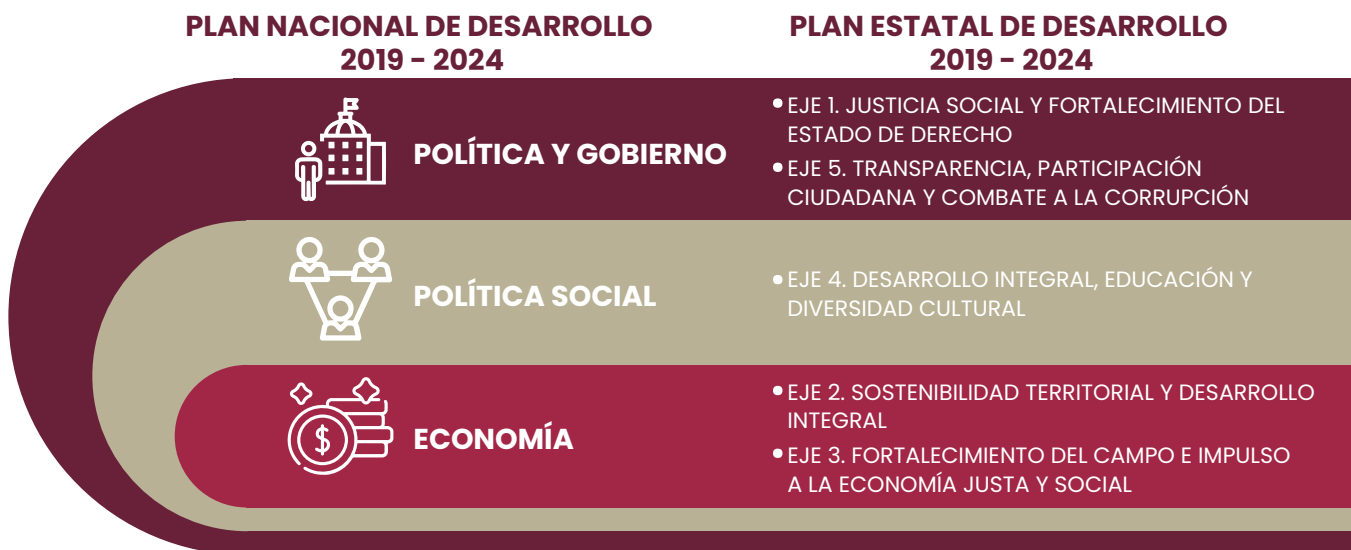 PLAN NACIONAL DE DESARROLLO
2019 - 2024
PLAN ESTATAL DE DESARROLLO
2019 - 2024
POLÍTICA Y GOBIERNO
• EJE 1. JUSTICIA SOCIAL Y FORTALECIMIENTO DEL
ESTADO DE DERECHO
• EJE 5. TRANSPARENCIA, PARTICIPACIÓN
CIUDADANA Y COMBATE A LA CORRUPCIÓN
POLÍTICA SOCIAL
• EJE 4. DESARROLLO INTEGRAL, EDUCACIÓN Y
DIVERSIDAD CULTURAL
$
ECONOMÍA
• EJE 2. SOSTENIBILIDAD TERRITORIAL Y DESARROLLO
INTEGRAL
• EJE 3. FORTALECIMIENTO DEL CAMPO E IMPULSO
A LA ECONOMÍA JUSTA Y SOCIAL